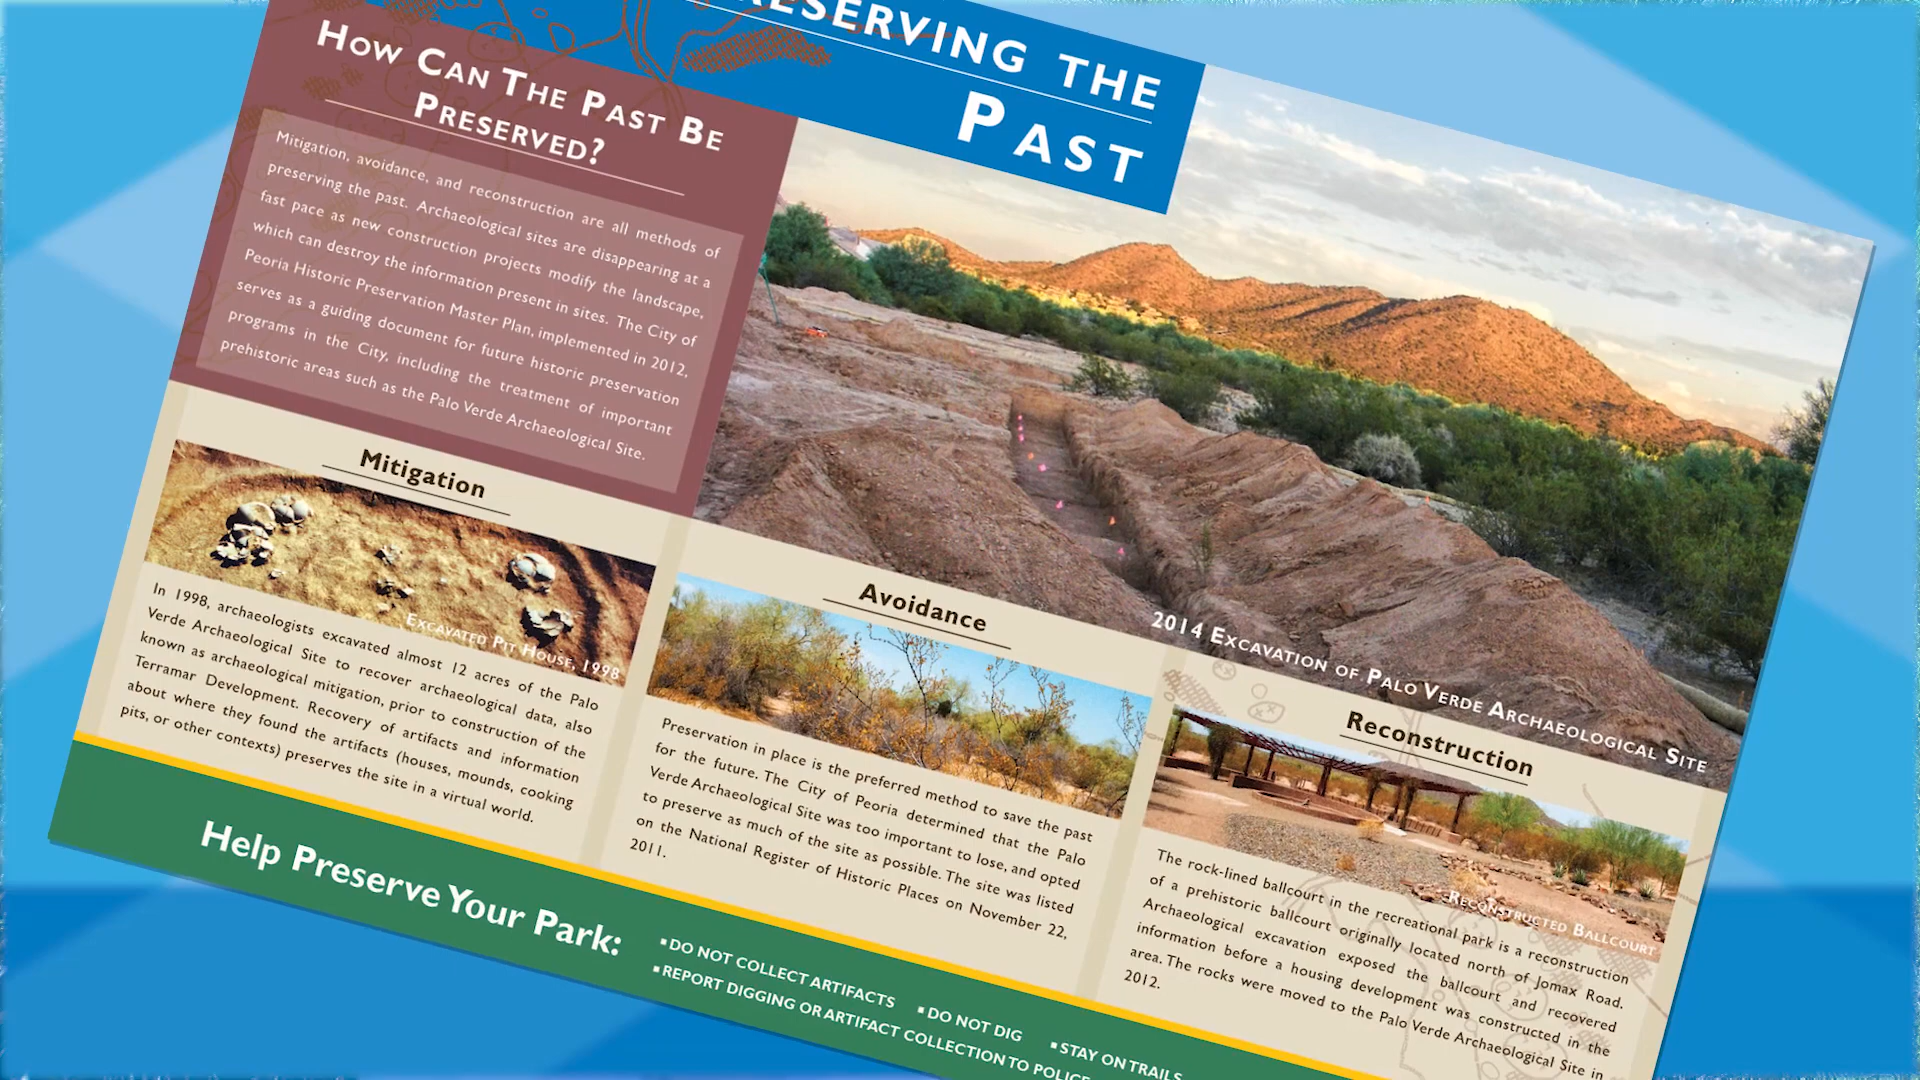 ESERVING THE
PAST
HOW CAN THE PAST BE
PRESERVED?
Mitigation, avoidance, and reconstruction are all methods of
preserving the past. Archaeological sites are disappearing at a
fast pace as new construction projects modify the landscape,
which can destroy the information present in sites. The City of
Peoria Historic Preservation Master Plan, implemented in 2012,
serves as a guiding document for future historic preservation
programs in the City, including the treatment of important
prehistoric areas such as the Palo Verde Archaeological Site.
2014 EXCAVATION OF PALO VERDE ARCHAEOLOGICAL SITE
Mitigation
EXCAVATED PIT HOUSE, 1998
In 1998, archaeologists excavated almost 12 acres of the Palo
Verde Archaeological Site to recover archaeological data, also
known as archaeological mitigation, prior to construction of the
Terramar Development. Recovery of artifacts and information
about where they found the artifacts (houses, mounds, cooking
pits, or other contexts) preserves the site in a virtual world.
Avoidance
Preservation in place is the preferred method to save the past
for the future. The City of Peoria determined that the Palo
Verde Archaeological Site was too important to lose, and opted
to preserve as much of the site as possible. The site was listed
on the National Register of Historic Places on November 22,
2011.
Reconstruction
RECONSTRUCTED BALLCOURT
The rock-lined ballcourt in the recreational park is a reconstruction
of a prehistoric ballcourt originally located north of Jomax Road.
Archaeological excavation exposed the ballcourt and recovered
information before a housing development was constructed in the
area. The rocks were moved to the Palo Verde Archaeological Site in
2012.
Help Preserve Your Park:
▪ DO NOT COLLECT ARTIFACTS ▪ DO NOT DIG ▪ STAY ON TRAILS
▪ REPORT DIGGING OR ARTIFACT COLLECTION TO POLICE